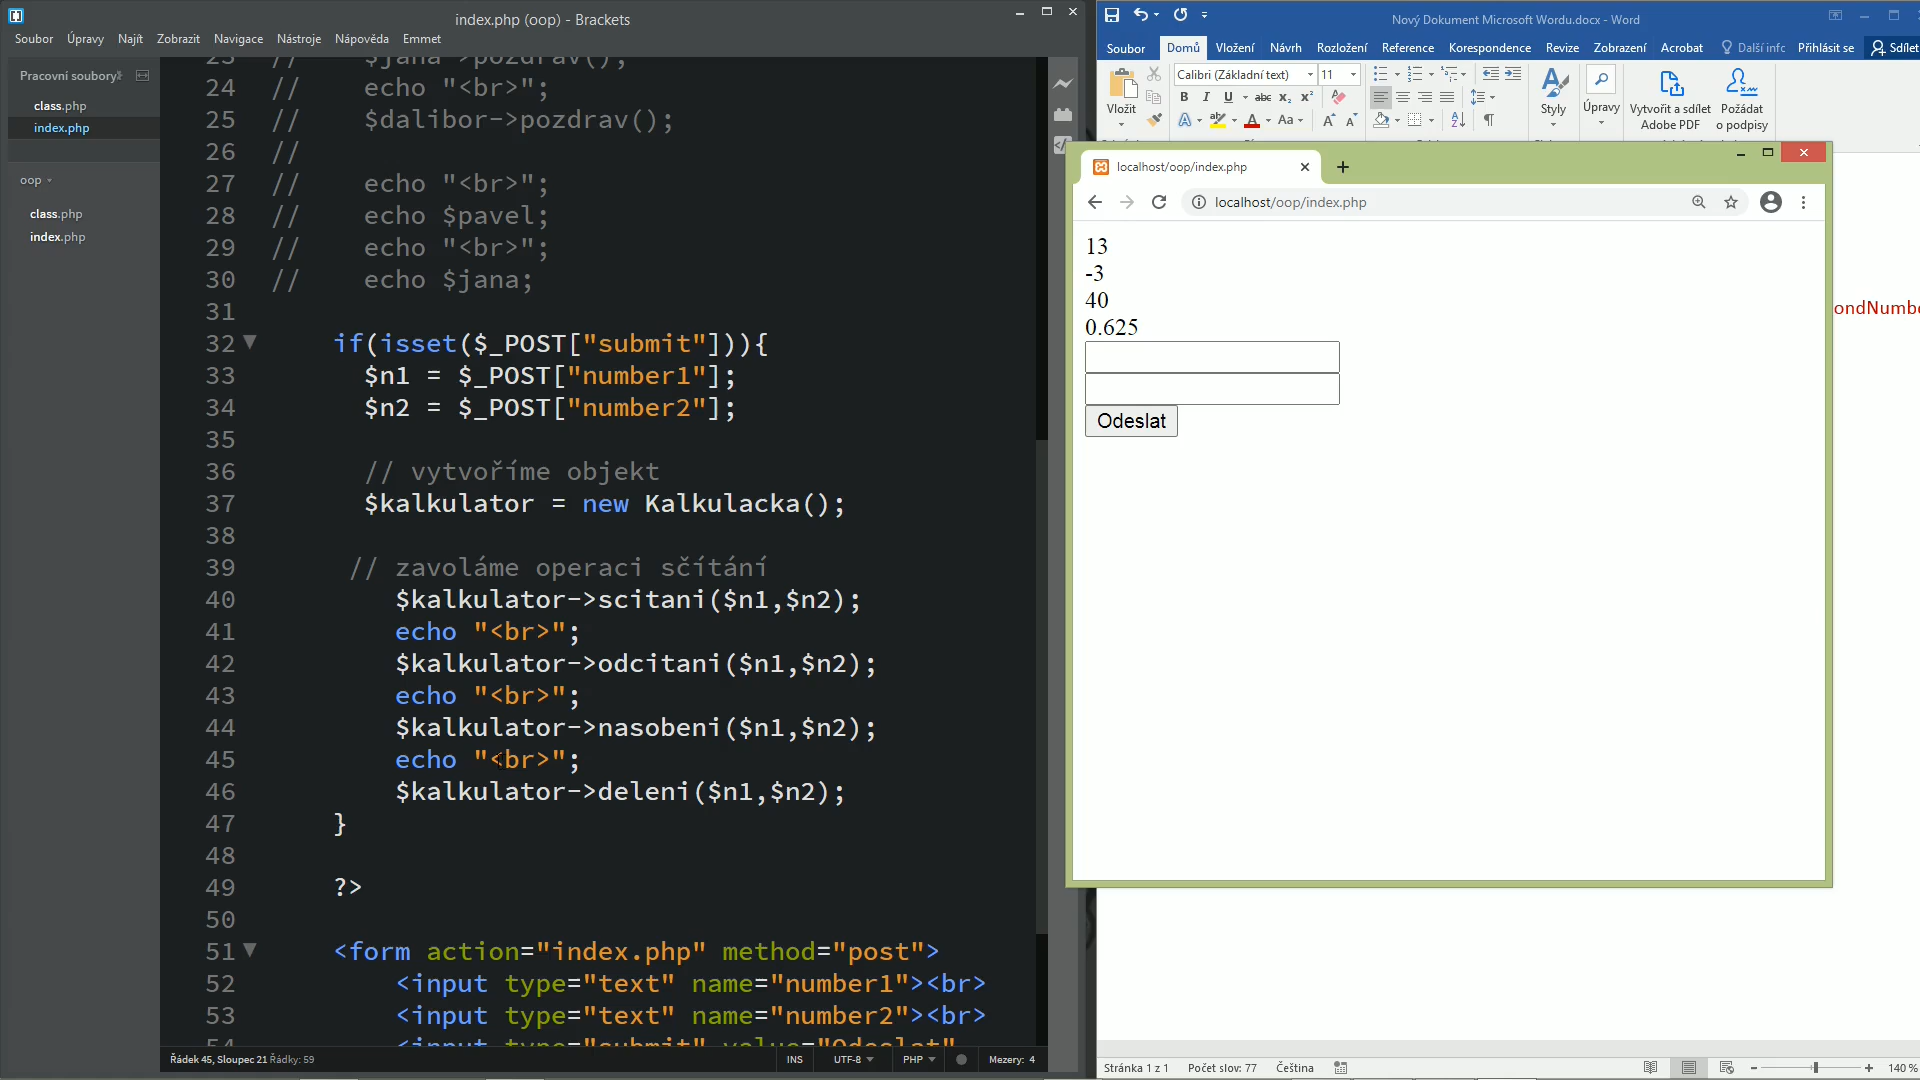 index.php (oop) - Brackets
Soubor Úpravy Najít Zobrazit Navigace Nástroje Nápověda Emmet
Pracovní soubory
class.php
index.php
oop
class.php
index.php
24 // echo "<br>";
25 // $dalibor->pozdrav();
26 //
27 // echo "<br>";
28 // echo $pavel;
29 // echo "<br>";
30 // echo $jana;
31
32 if(isset($_POST["submit"])){
33 $n1 = $_POST["number1"];
34 $n2 = $_POST["number2"];
35
36 // vytvoříme objekt
37 $kalkulator = new Kalkulacka();
38
39 // zavoláme operaci sčítání
40 $kalkulator->scitani($n1,$n2);
41 echo "<br>";
42 $kalkulator->odcitani($n1,$n2);
43 echo "<br>";
44 $kalkulator->nasobeni($n1,$n2);
45 echo "<br>";
46 $kalkulator->deleni($n1,$n2);
47 }
48
49 ?>
50
51 <form action="index.php" method="post">
52 <input type="text" name="number1"><br>
53 <input type="text" name="number2"><br>
Řádek 45, Sloupec 21 Řádky: 59
INS UTF-8 PHP Mezery: 4
Nový Dokument Microsoft Wordu.docx - Word
Soubor Domů Vložení Návrh Rozložení Reference Korespondence Revize Zobrazení Acrobat Další infc Přihlásit se Sdílet
Vložit
Calibri (Základní text) 11
Styly
Úpravy
Vytvořit a sdílet Adobe PDF
Požádat o podpisy
localhost/oop/index.php
localhost/oop/index.php
13
-3
40
0.625
Odeslat
ondNumbe
Stránka 1 z 1 Počet slov: 77 Čeština
140 %